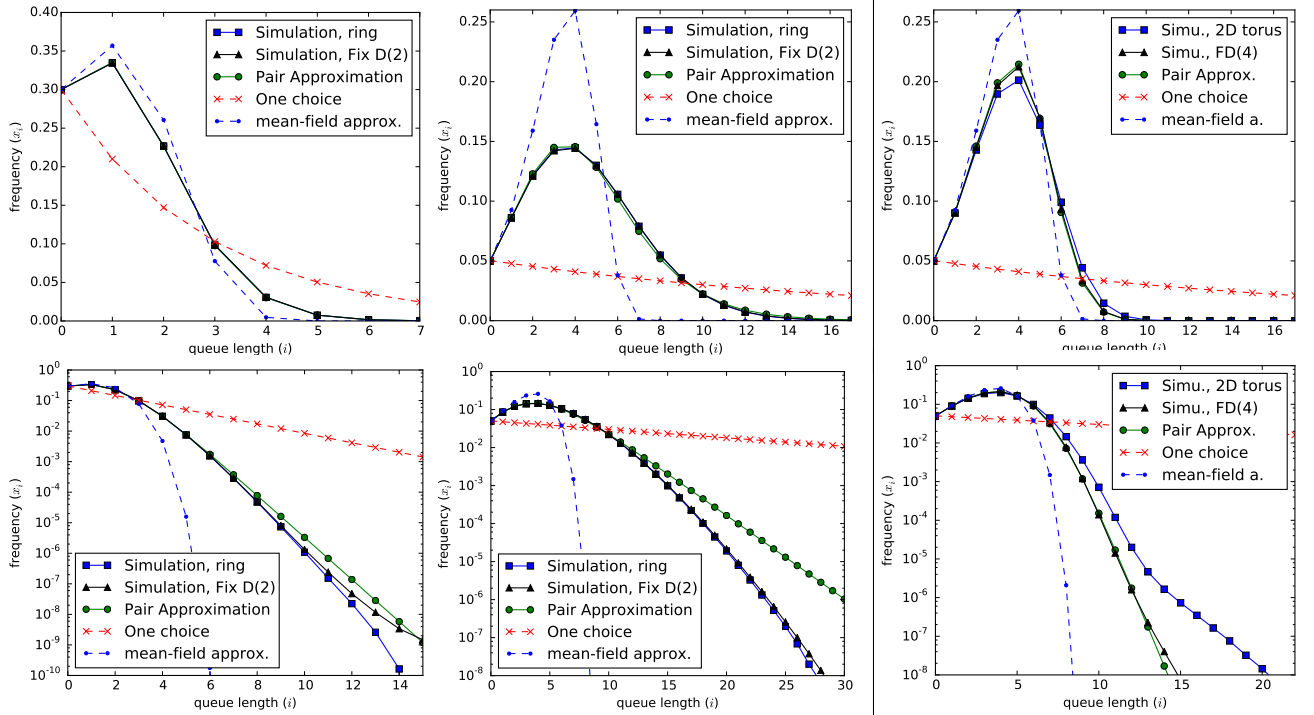 0.40
0.35
0.30
0.25
0.20
0.15
0.10
0.05
0.00
frequency (x_i)
0 1 2 3 4 5 6 7
queue length (i)
Simulation, ring
Simulation, Fix D(2)
Pair Approximation
One choice
mean-field approx.
0.25
0.20
0.15
0.10
0.05
0.00
frequency (x_i)
0 2 4 6 8 10 12 14 16
queue length (i)
Simulation, ring
Simulation, Fix D(2)
Pair Approximation
One choice
mean-field approx.
0.25
0.20
0.15
0.10
0.05
0.00
frequency (x_i)
0 2 4 6 8 10 12 14 16
queue length (i)
Simu., 2D torus
Simu., FD(4)
Pair Approx.
One choice
mean-field a.
10^0
10^-1
10^-2
10^-3
10^-4
10^-5
10^-6
10^-7
10^-8
10^-9
10^-10
frequency (x_i)
0 2 4 6 8 10 12 14
queue length (i)
Simulation, ring
Simulation, Fix D(2)
Pair Approximation
One choice
mean-field approx.
10^0
10^-1
10^-2
10^-3
10^-4
10^-5
10^-6
10^-7
10^-8
frequency (x_i)
0 5 10 15 20 25 30
queue length (i)
Simulation, ring
Simulation, Fix D(2)
Pair Approximation
One choice
mean-field approx.
10^0
10^-1
10^-2
10^-3
10^-4
10^-5
10^-6
10^-7
10^-8
frequency (x_i)
0 5 10 15 20
queue length (i)
Simu., 2D torus
Simu., FD(4)
Pair Approx.
One choice
mean-field a.